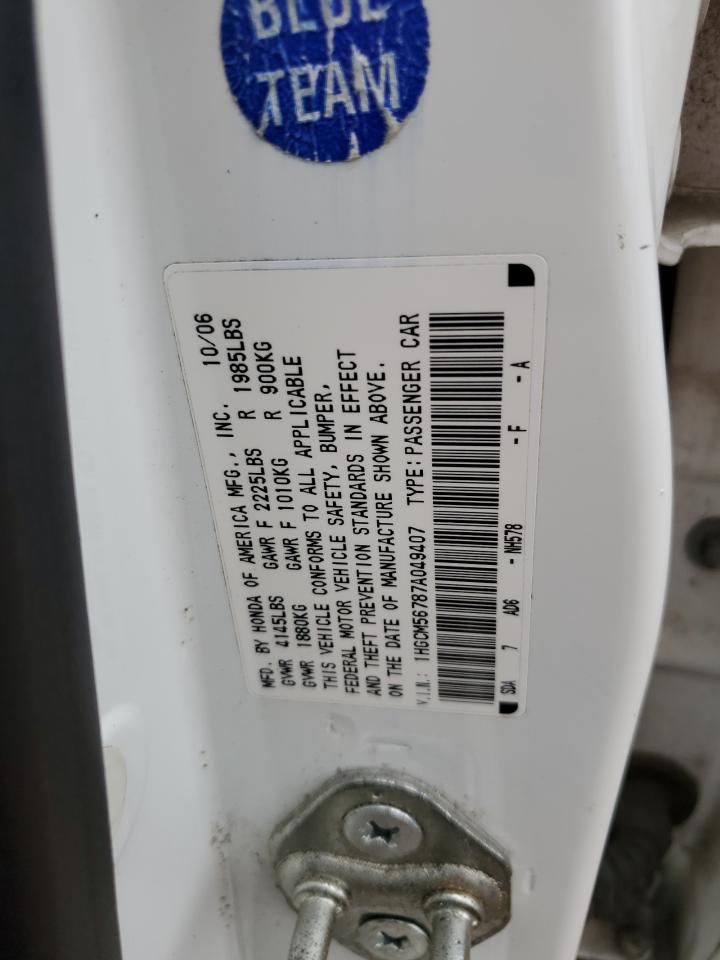 BLUE
TEAM
MFD. BY HONDA OF AMERICA MFG., INC. 10/06
GVWR 4145LBS GAWR F 2225LBS R 1985LBS
GVWR 1880KG GAWR F 1010KG R 900KG
THIS VEHICLE CONFORMS TO ALL APPLICABLE
FEDERAL MOTOR VEHICLE SAFETY, BUMPER,
AND THEFT PREVENTION STANDARDS IN EFFECT
ON THE DATE OF MANUFACTURE SHOWN ABOVE.
V.I.N.: 1HGCM56787A049407 TYPE: PASSENGER CAR
SDA 7 AD6 - NH578 - F - A